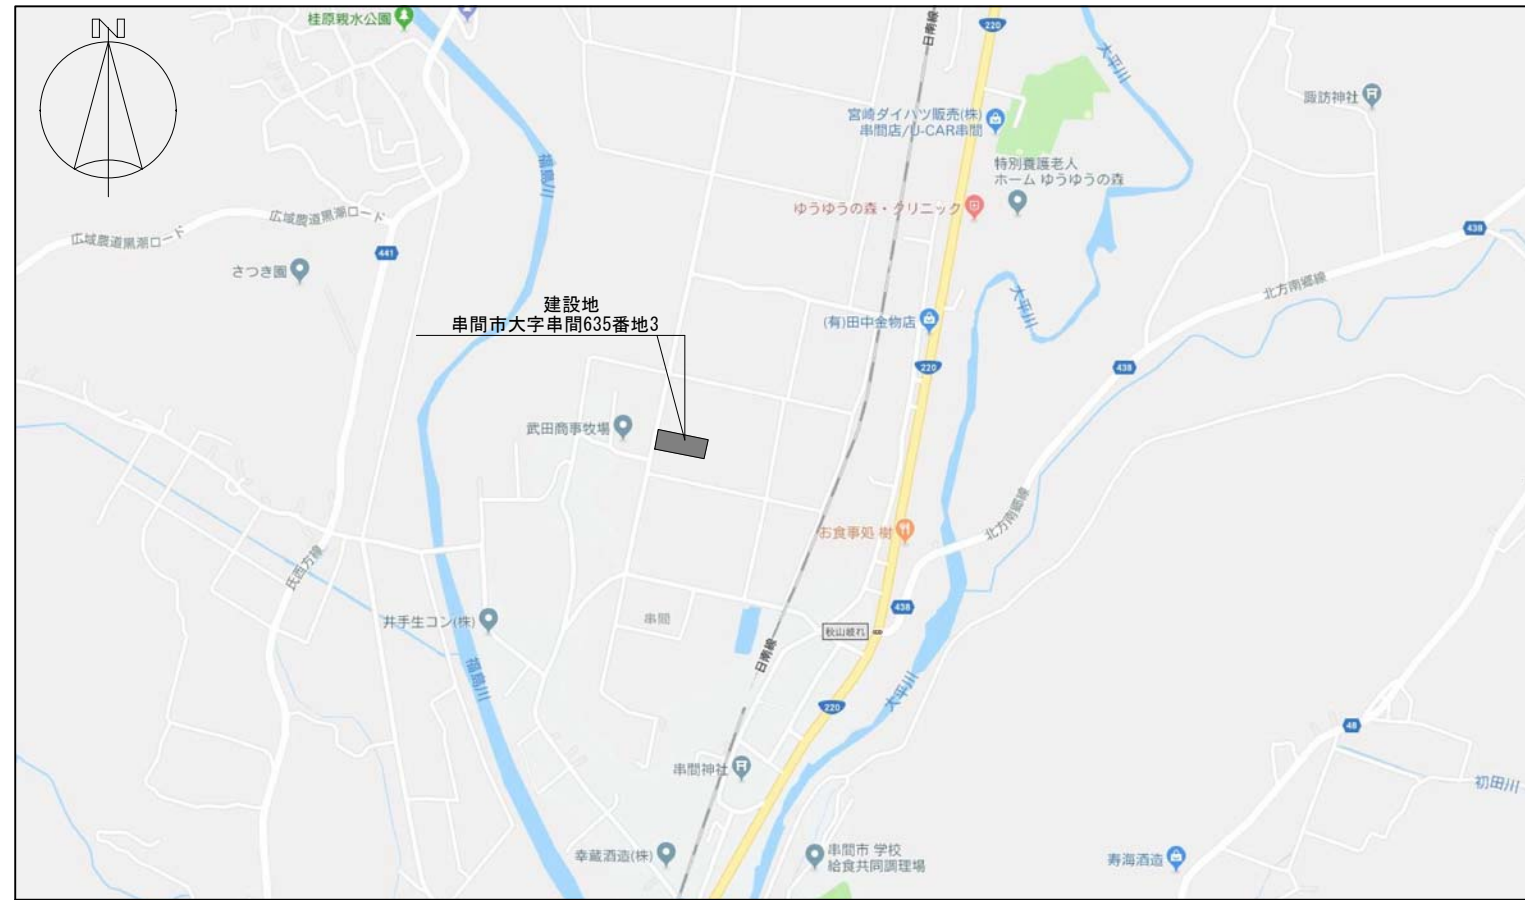 N
桂原親水公園
日南線
220
大平川
諏訪神社
宮崎ダイハツ販売(株)
串間店/U-CAR串間
福島川
特別養護老人
ホーム ゆうゆうの森
ゆうゆうの森・クリニック
広域農道黒潮ロード
広域農道黒潮ロード
441
438
さつき園
北方南郷線
大平川
建設地
串間市大字串間635番地3
(有)田中金物店
220
438
武田商事牧場
お食事処 樹
北方南郷線
氏西方線
438
井手生コン(株)
串間
秋山岐れ
日南線
福島川
大平川
220
48
串間神社
初田川
幸蔵酒造(株)
串間市 学校
給食共同調理場
寿海酒造